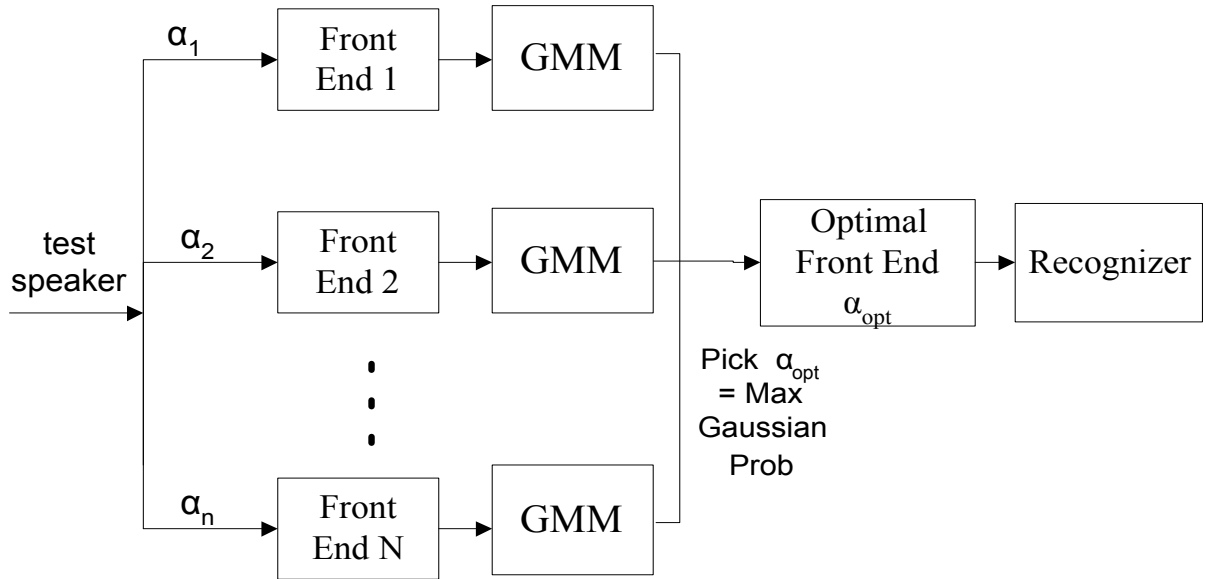 α1
Front
End 1
GMM
test
speaker
α2
Front
End 2
GMM
Optimal
Front End
αopt
Recognizer
Pick αopt
= Max
Gaussian
Prob
αn
Front
End N
GMM